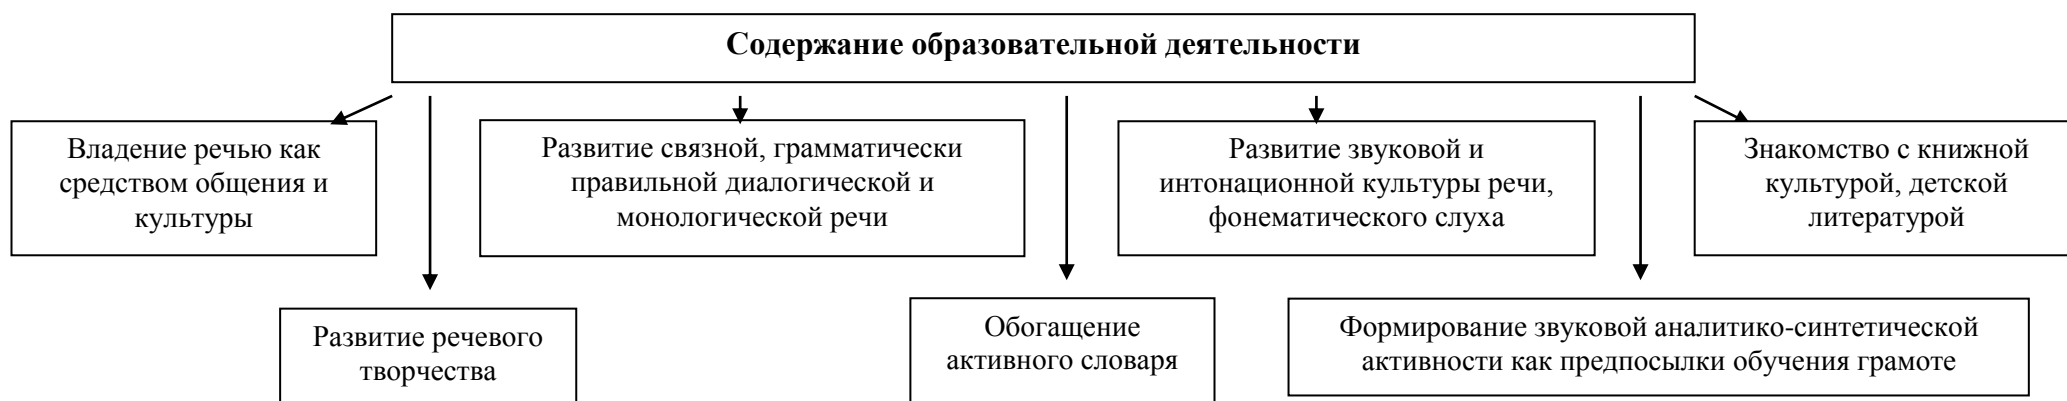 Содержание образовательной деятельности
Владение речью как
средством общения и
культуры
Развитие связной, грамматически
правильной диалогической и
монологической речи
Развитие звуковой и
интонационной культуры речи,
фонематического слуха
Знакомство с книжной
культурой, детской
литературой
Развитие речевого
творчества
Обогащение
активного словаря
Формирование звуковой аналитико-синтетической
активности как предпосылки обучения грамоте